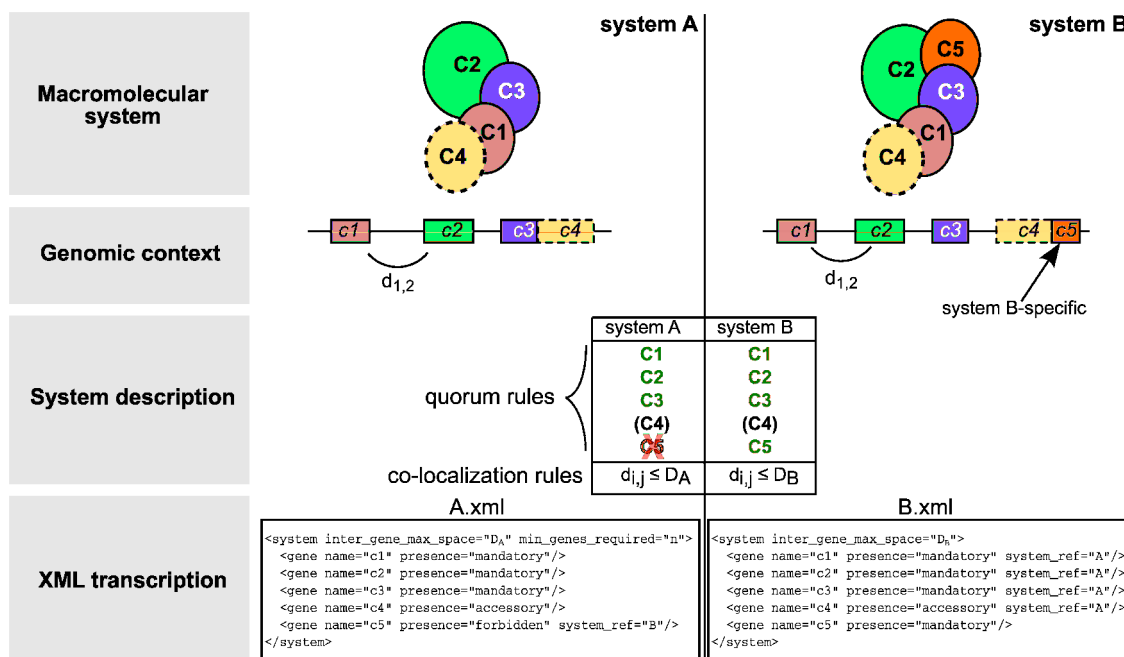 system A
system B
Macromolecular
system
C2
C3
C1
C4
C5
C2
C3
C1
C4
Genomic context
c1
c2
c3
c4
d1,2
c1
c2
c3
c4
c5
d1,2
system B-specific
System description
system A
system B
quorum rules
C1
C1
C2
C2
C3
C3
(C4)
(C4)
C5
C5
co-localization rules
di,j ≤ DA
di,j ≤ DB
XML transcription
A.xml
<system inter_gene_max_space="DA" min_genes_required="n">
<gene name="c1" presence="mandatory"/>
<gene name="c2" presence="mandatory"/>
<gene name="c3" presence="mandatory"/>
<gene name="c4" presence="accessory"/>
<gene name="c5" presence="forbidden" system_ref="B"/>
</system>
B.xml
<system inter_gene_max_space="DB">
<gene name="c1" presence="mandatory" system_ref="A"/>
<gene name="c2" presence="mandatory" system_ref="A"/>
<gene name="c3" presence="mandatory" system_ref="A"/>
<gene name="c4" presence="accessory" system_ref="A"/>
<gene name="c5" presence="mandatory"/>
</system>